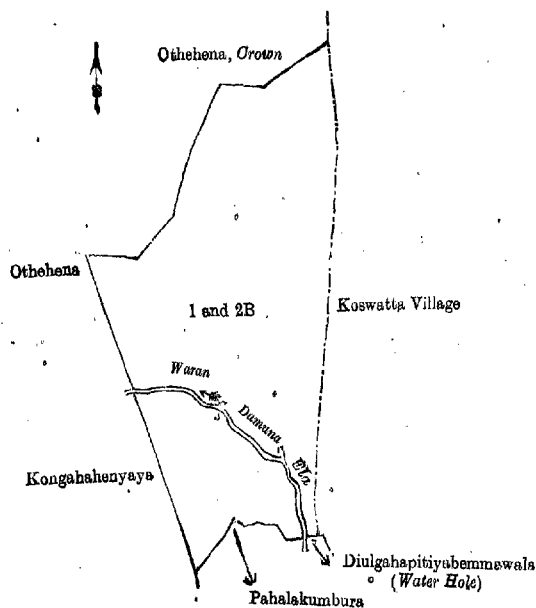 Othehena, Crown
Othehena
1 and 2B
Koswatta Village
Waran
Damuna
Ela
Kongahahenyaya
Diulgahapitiyabemmawala
(Water Hole)
Pahalakumbura